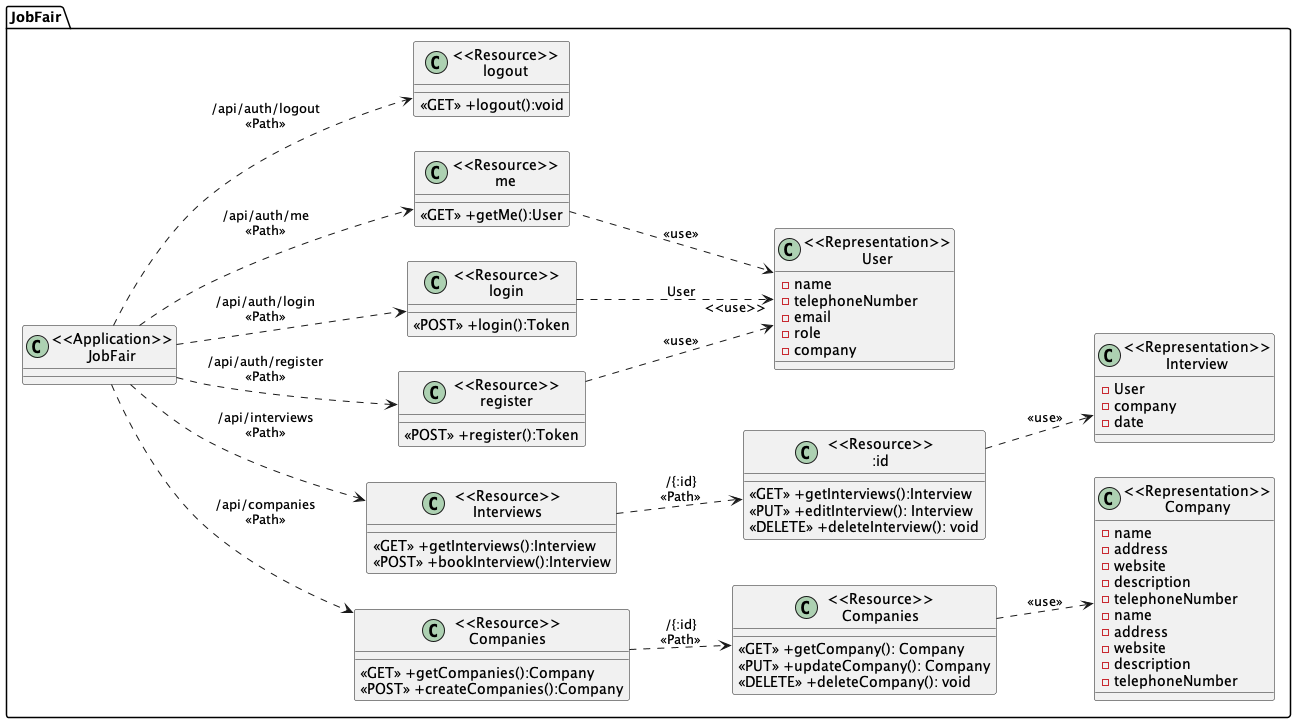 JobFair
<<Application>>
JobFair
/api/auth/logout
«Path»
/api/auth/me
«Path»
/api/auth/login
«Path»
/api/auth/register
«Path»
/api/interviews
«Path»
/api/companies
«Path»
C
<<Resource>>
logout
«GET» +logout():void
C
<<Resource>>
me
«GET» +getMe():User
C
<<Resource>>
login
«POST» +login():Token
C
<<Resource>>
register
«POST» +register():Token
C
<<Resource>>
Interviews
«GET» +getInterviews():Interview
«POST» +bookInterview():Interview
C
<<Resource>>
Companies
«GET» +getCompanies():Company
«POST» +createCompanies():Company
C
«use»
User
<<use>>
«use»
/{:id}
«Path»
/{:id}
«Path»
C
<<Representation>>
User
name
telephoneNumber
email
role
company
C
<<Resource>>
:id
«GET» +getInterviews():Interview
«PUT» +editInterview(): Interview
«DELETE» +deleteInterview(): void
C
<<Resource>>
Companies
«GET» +getCompany(): Company
«PUT» +updateCompany(): Company
«DELETE» +deleteCompany(): void
«use»
«use»
C
<<Representation>>
Interview
User
company
date
C
<<Representation>>
Company
name
address
website
description
telephoneNumber
name
address
website
description
telephoneNumber